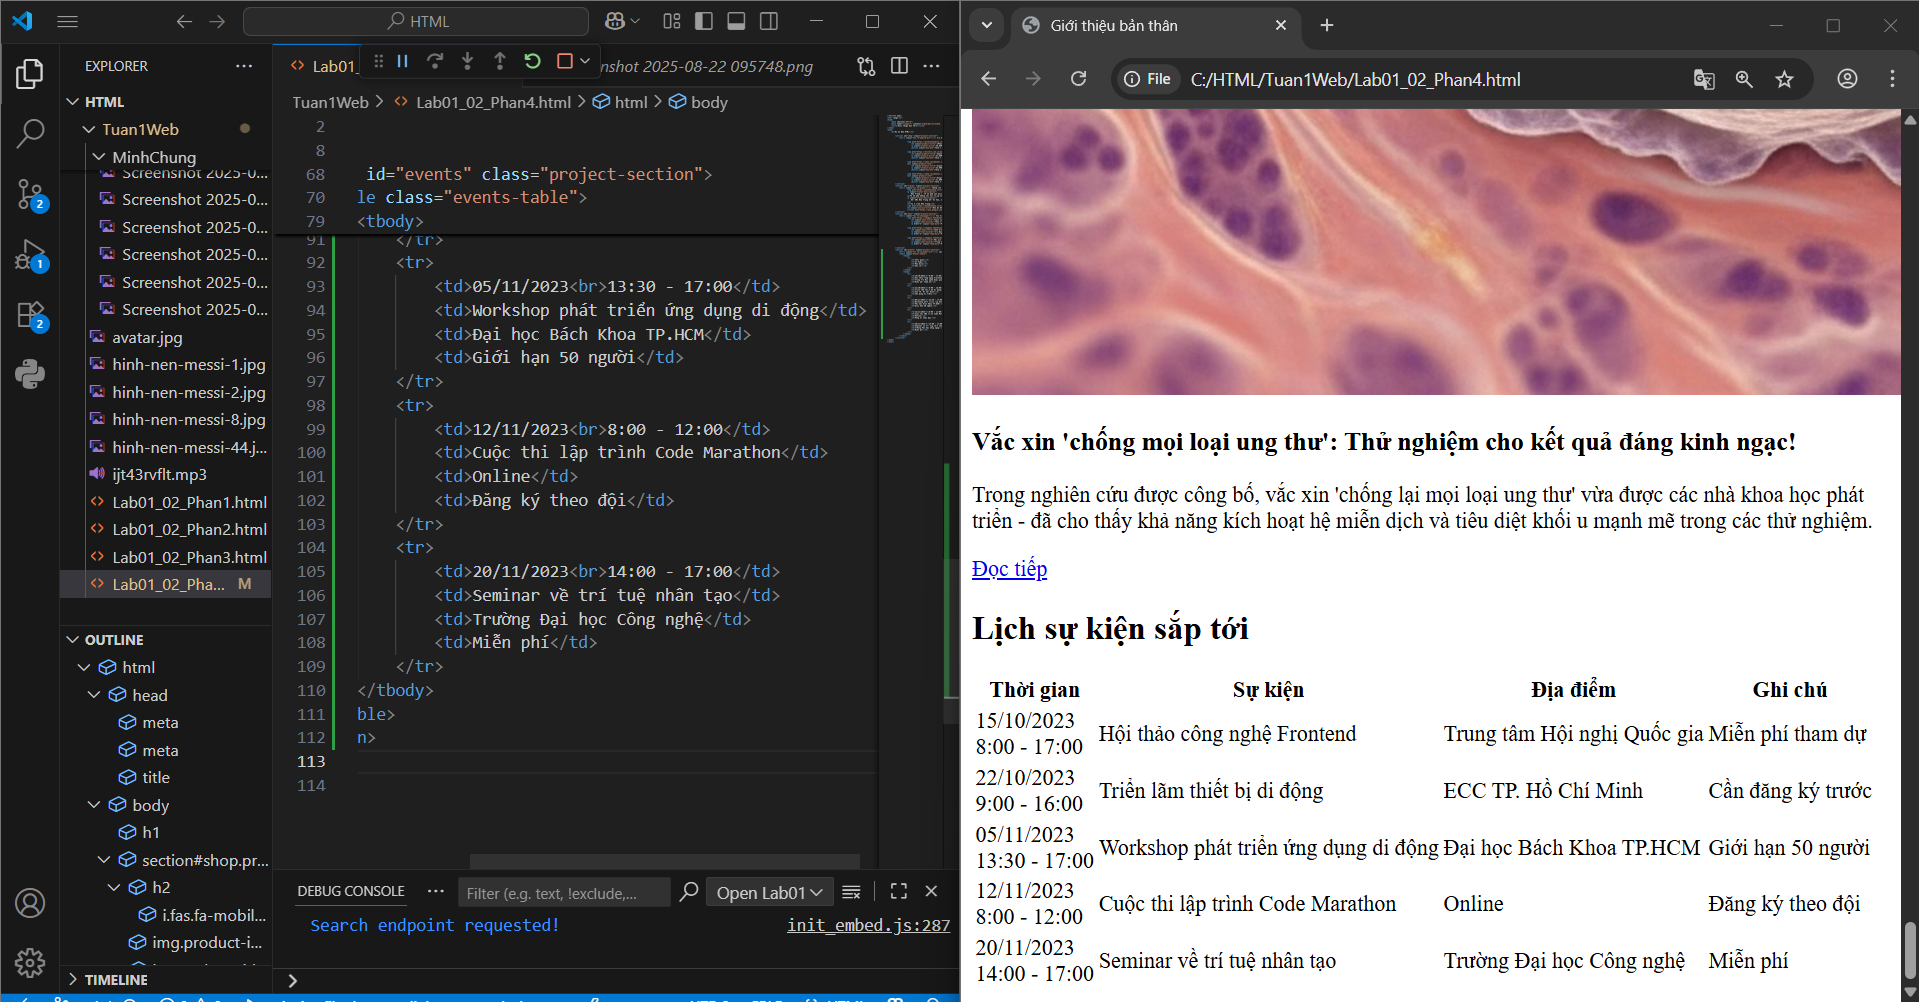 HTML
EXPLORER
HTML
Tuan1Web
MinhChung
Screenshot 2025-0...
Screenshot 2025-0...
Screenshot 2025-0...
Screenshot 2025-0...
Screenshot 2025-0...
Screenshot 2025-0...
avatar.jpg
hinh-nen-messi-1.jpg
hinh-nen-messi-2.jpg
hinh-nen-messi-8.jpg
hinh-nen-messi-44.j...
ijt43rvflt.mp3
Lab01_02_Phan1.html
Lab01_02_Phan2.html
Lab01_02_Phan3.html
Lab01_02_Pha... M
2
1
2
OUTLINE
html
head
meta
meta
title
body
h1
section#shop.pr...
h2
i.fas.fa-mobil...
img.product-i...
TIMELINE
Lab01_ nshot 2025-08-22 095748.png
Tuan1Web > Lab01_02_Phan4.html > html > body
2
8
68 id="events" class="project-section">
70 le class="events-table">
79 <tbody>
91 </tr>
92 <tr>
93 <td>05/11/2023<br>13:30 - 17:00</td>
94 <td>Workshop phát triển ứng dụng di động</td>
95 <td>Đại học Bách Khoa TP.HCM</td>
96 <td>Giới hạn 50 người</td>
97 </tr>
98 <tr>
99 <td>12/11/2023<br>8:00 - 12:00</td>
100 <td>Cuộc thi lập trình Code Marathon</td>
101 <td>Online</td>
102 <td>Đăng ký theo đội</td>
103 </tr>
104 <tr>
105 <td>20/11/2023<br>14:00 - 17:00</td>
106 <td>Seminar về trí tuệ nhân tạo</td>
107 <td>Trường Đại học Công nghệ</td>
108 <td>Miễn phí</td>
109 </tr>
110 </tbody>
111 ble>
112 n>
113
114
DEBUG CONSOLE ... Filter (e.g. text, !exclude,... Open Lab01
Search endpoint requested! init_embed.js:287
Giới thiệu bản thân
File C:/HTML/Tuan1Web/Lab01_02_Phan4.html
Vắc xin 'chống mọi loại ung thư': Thử nghiệm cho kết quả đáng kinh ngạc!
Trong nghiên cứu được công bố, vắc xin 'chống lại mọi loại ung thư' vừa được các nhà khoa học phát
triển - đã cho thấy khả năng kích hoạt hệ miễn dịch và tiêu diệt khối u mạnh mẽ trong các thử nghiệm.
Đọc tiếp
Lịch sự kiện sắp tới
Thời gian Sự kiện Địa điểm Ghi chú
15/10/2023
8:00 - 17:00 Hội thảo công nghệ Frontend Trung tâm Hội nghị Quốc gia Miễn phí tham dự
22/10/2023
9:00 - 16:00 Triển lãm thiết bị di động ECC TP. Hồ Chí Minh Cần đăng ký trước
05/11/2023
13:30 - 17:00 Workshop phát triển ứng dụng di động Đại học Bách Khoa TP.HCM Giới hạn 50 người
12/11/2023
8:00 - 12:00 Cuộc thi lập trình Code Marathon Online Đăng ký theo đội
20/11/2023
14:00 - 17:00 Seminar về trí tuệ nhân tạo Trường Đại học Công nghệ Miễn phí